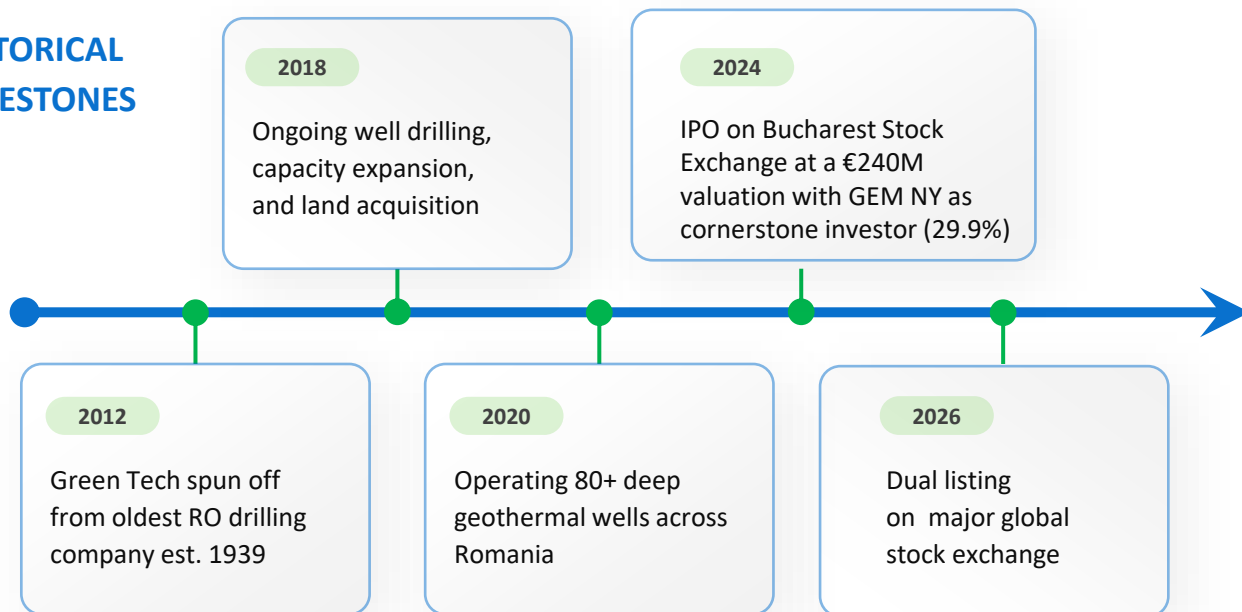 TORICAL
ESTONES
2018
Ongoing well drilling,
capacity expansion,
and land acquisition
2024
IPO on Bucharest Stock
Exchange at a €240M
valuation with GEM NY as
cornerstone investor (29.9%)
2012
Green Tech spun off
from oldest RO drilling
company est. 1939
2020
Operating 80+ deep
geothermal wells across
Romania
2026
Dual listing
on major global
stock exchange